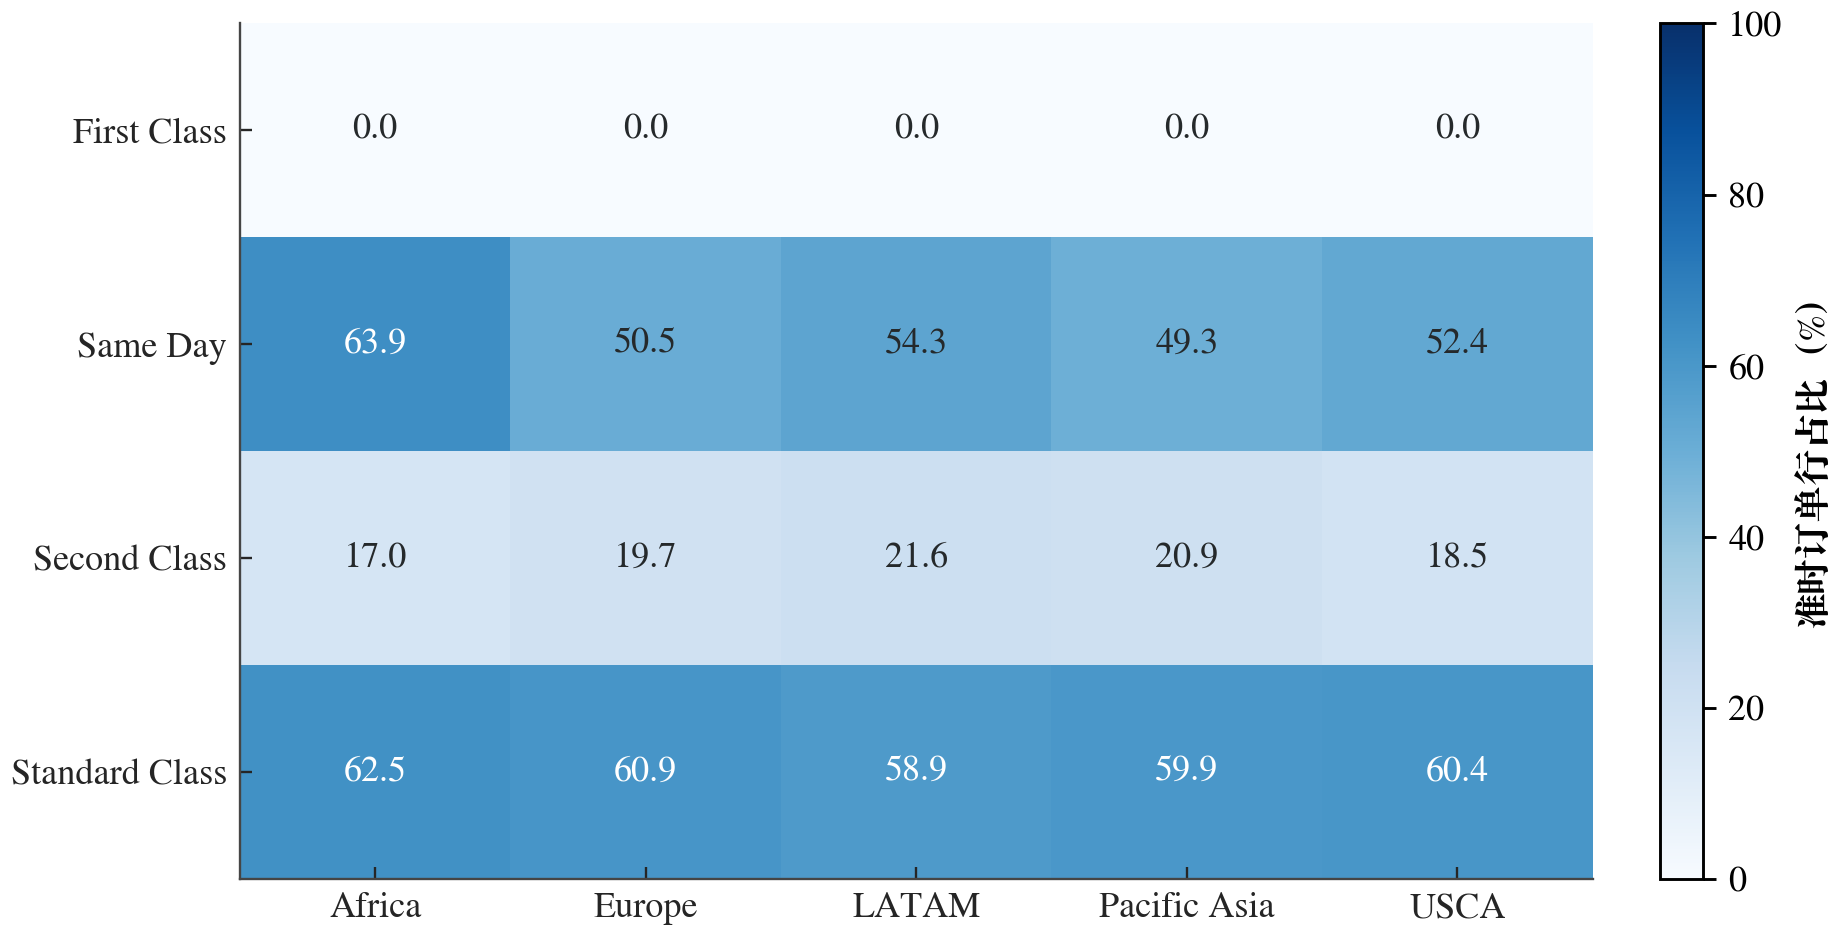 First Class 0.0 0.0 0.0 0.0 0.0
Same Day 63.9 50.5 54.3 49.3 52.4
Second Class 17.0 19.7 21.6 20.9 18.5
Standard Class 62.5 60.9 58.9 59.9 60.4
Africa Europe LATAM Pacific Asia USCA
100
80
60
40
20
0
准时订单行占比 (%)